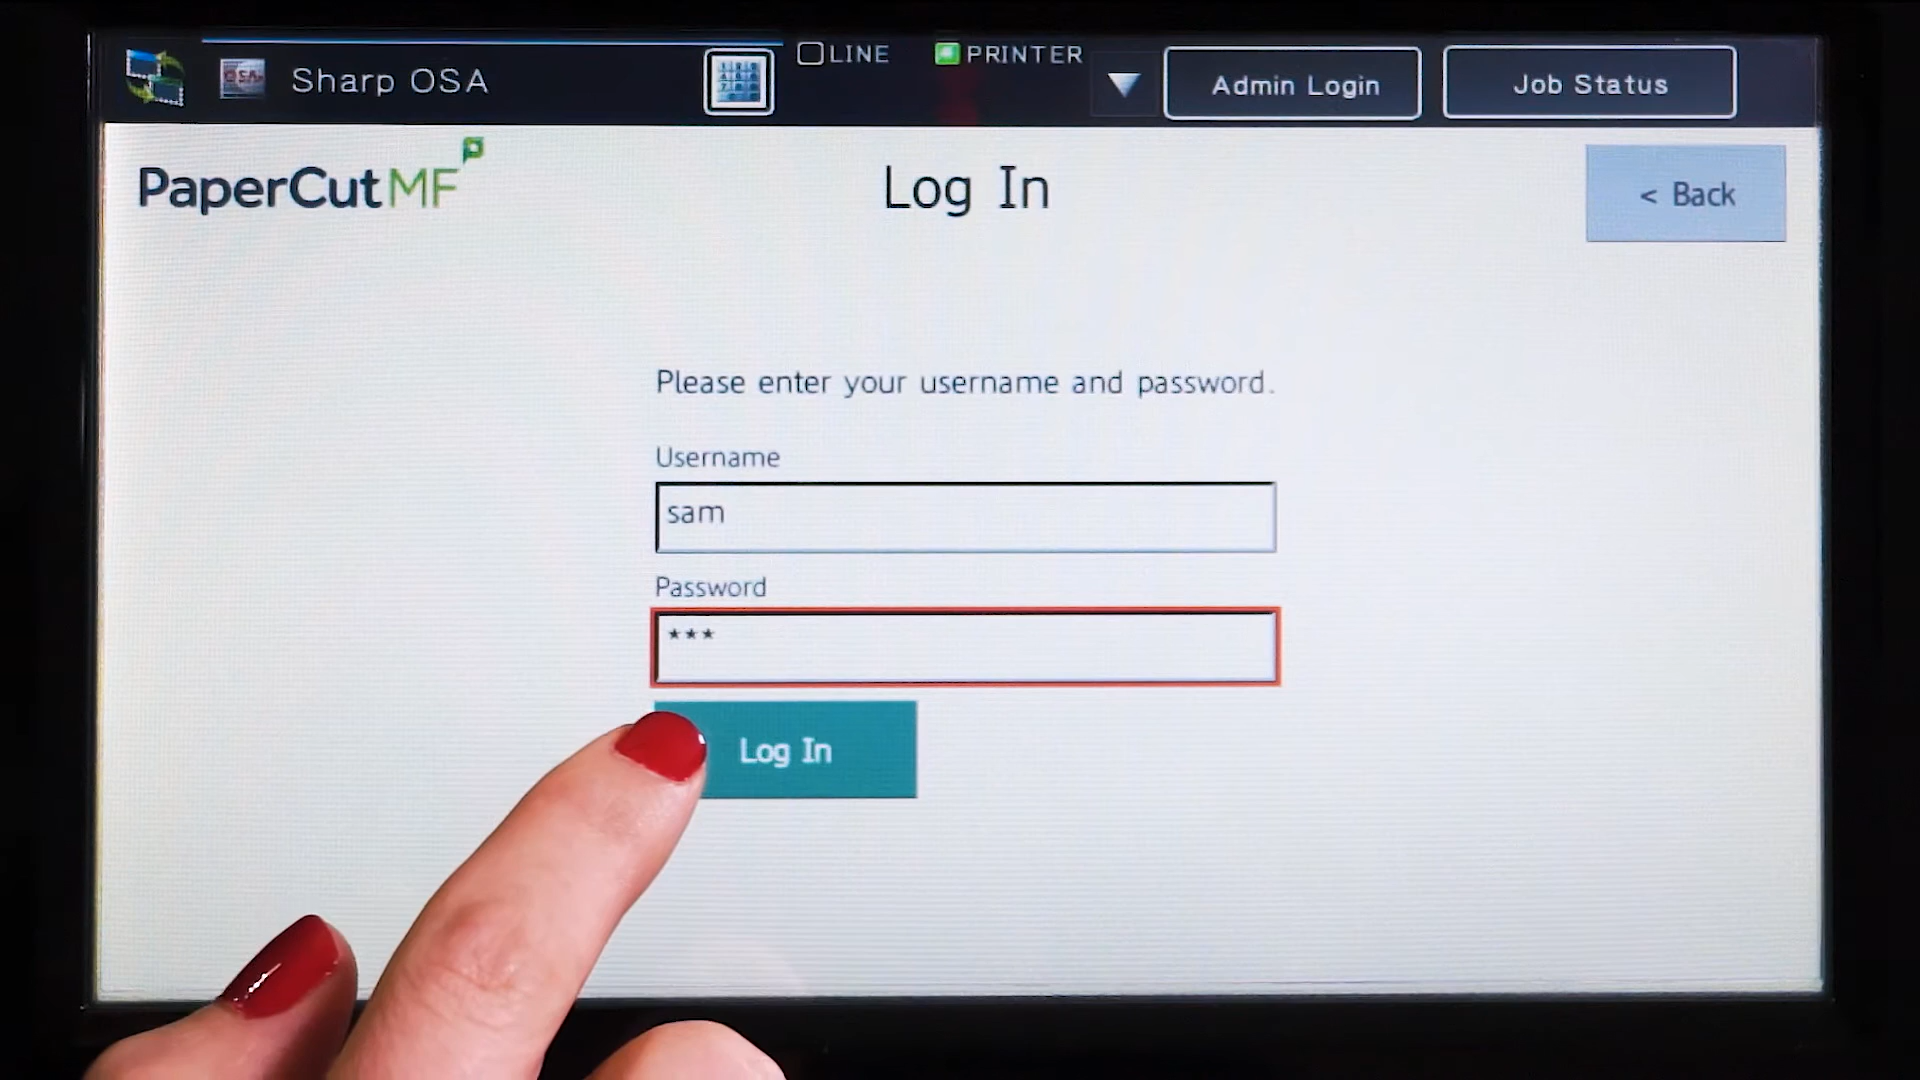 Sharp OSA
LINE
PRINTER
Admin Login
Job Status
PaperCut MF
Log In
< Back
Please enter your username and password.
Username
sam
Password
***
Log In